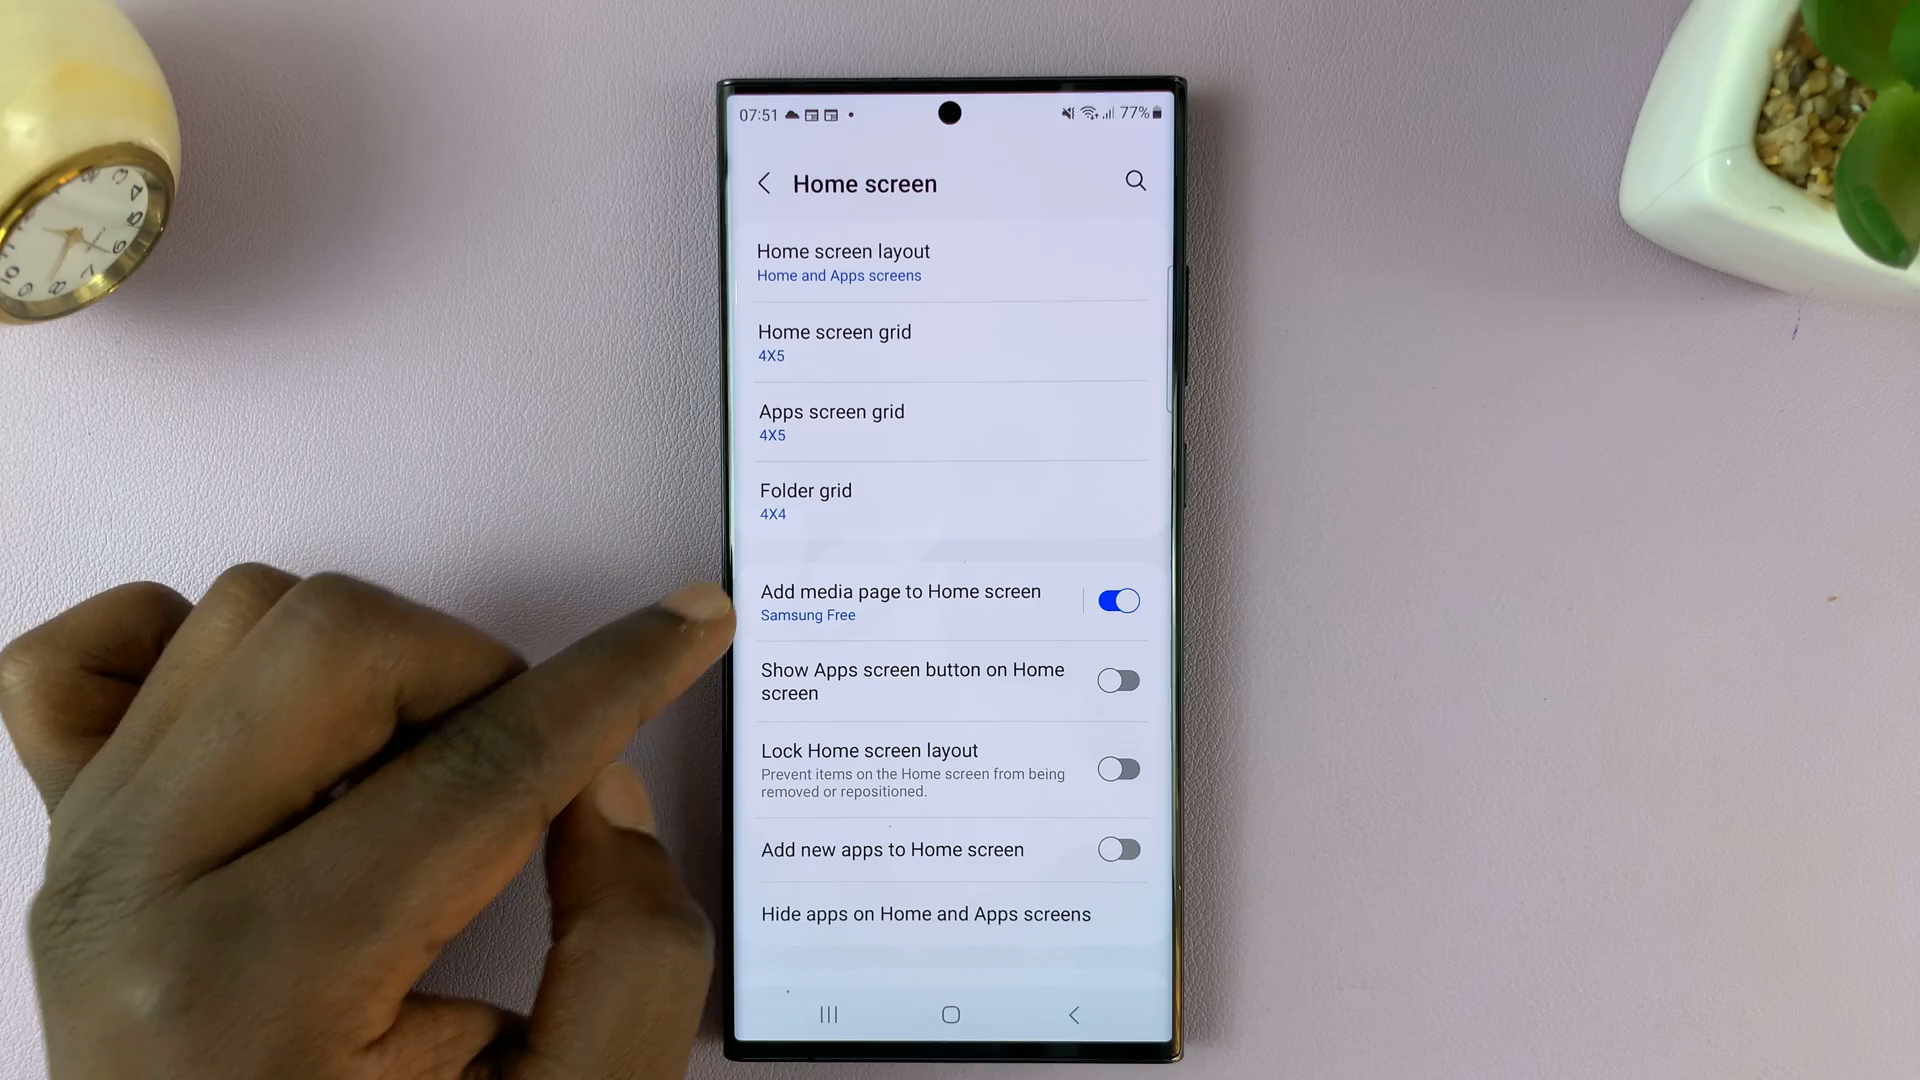 07:51 77%
Home screen
Home screen layout
Home and Apps screens
Home screen grid
4X5
Apps screen grid
4X5
Folder grid
4X4
Add media page to Home screen
Samsung Free
Show Apps screen button on Home
screen
Lock Home screen layout
Prevent items on the Home screen from being
removed or repositioned.
Add new apps to Home screen
Hide apps on Home and Apps screens